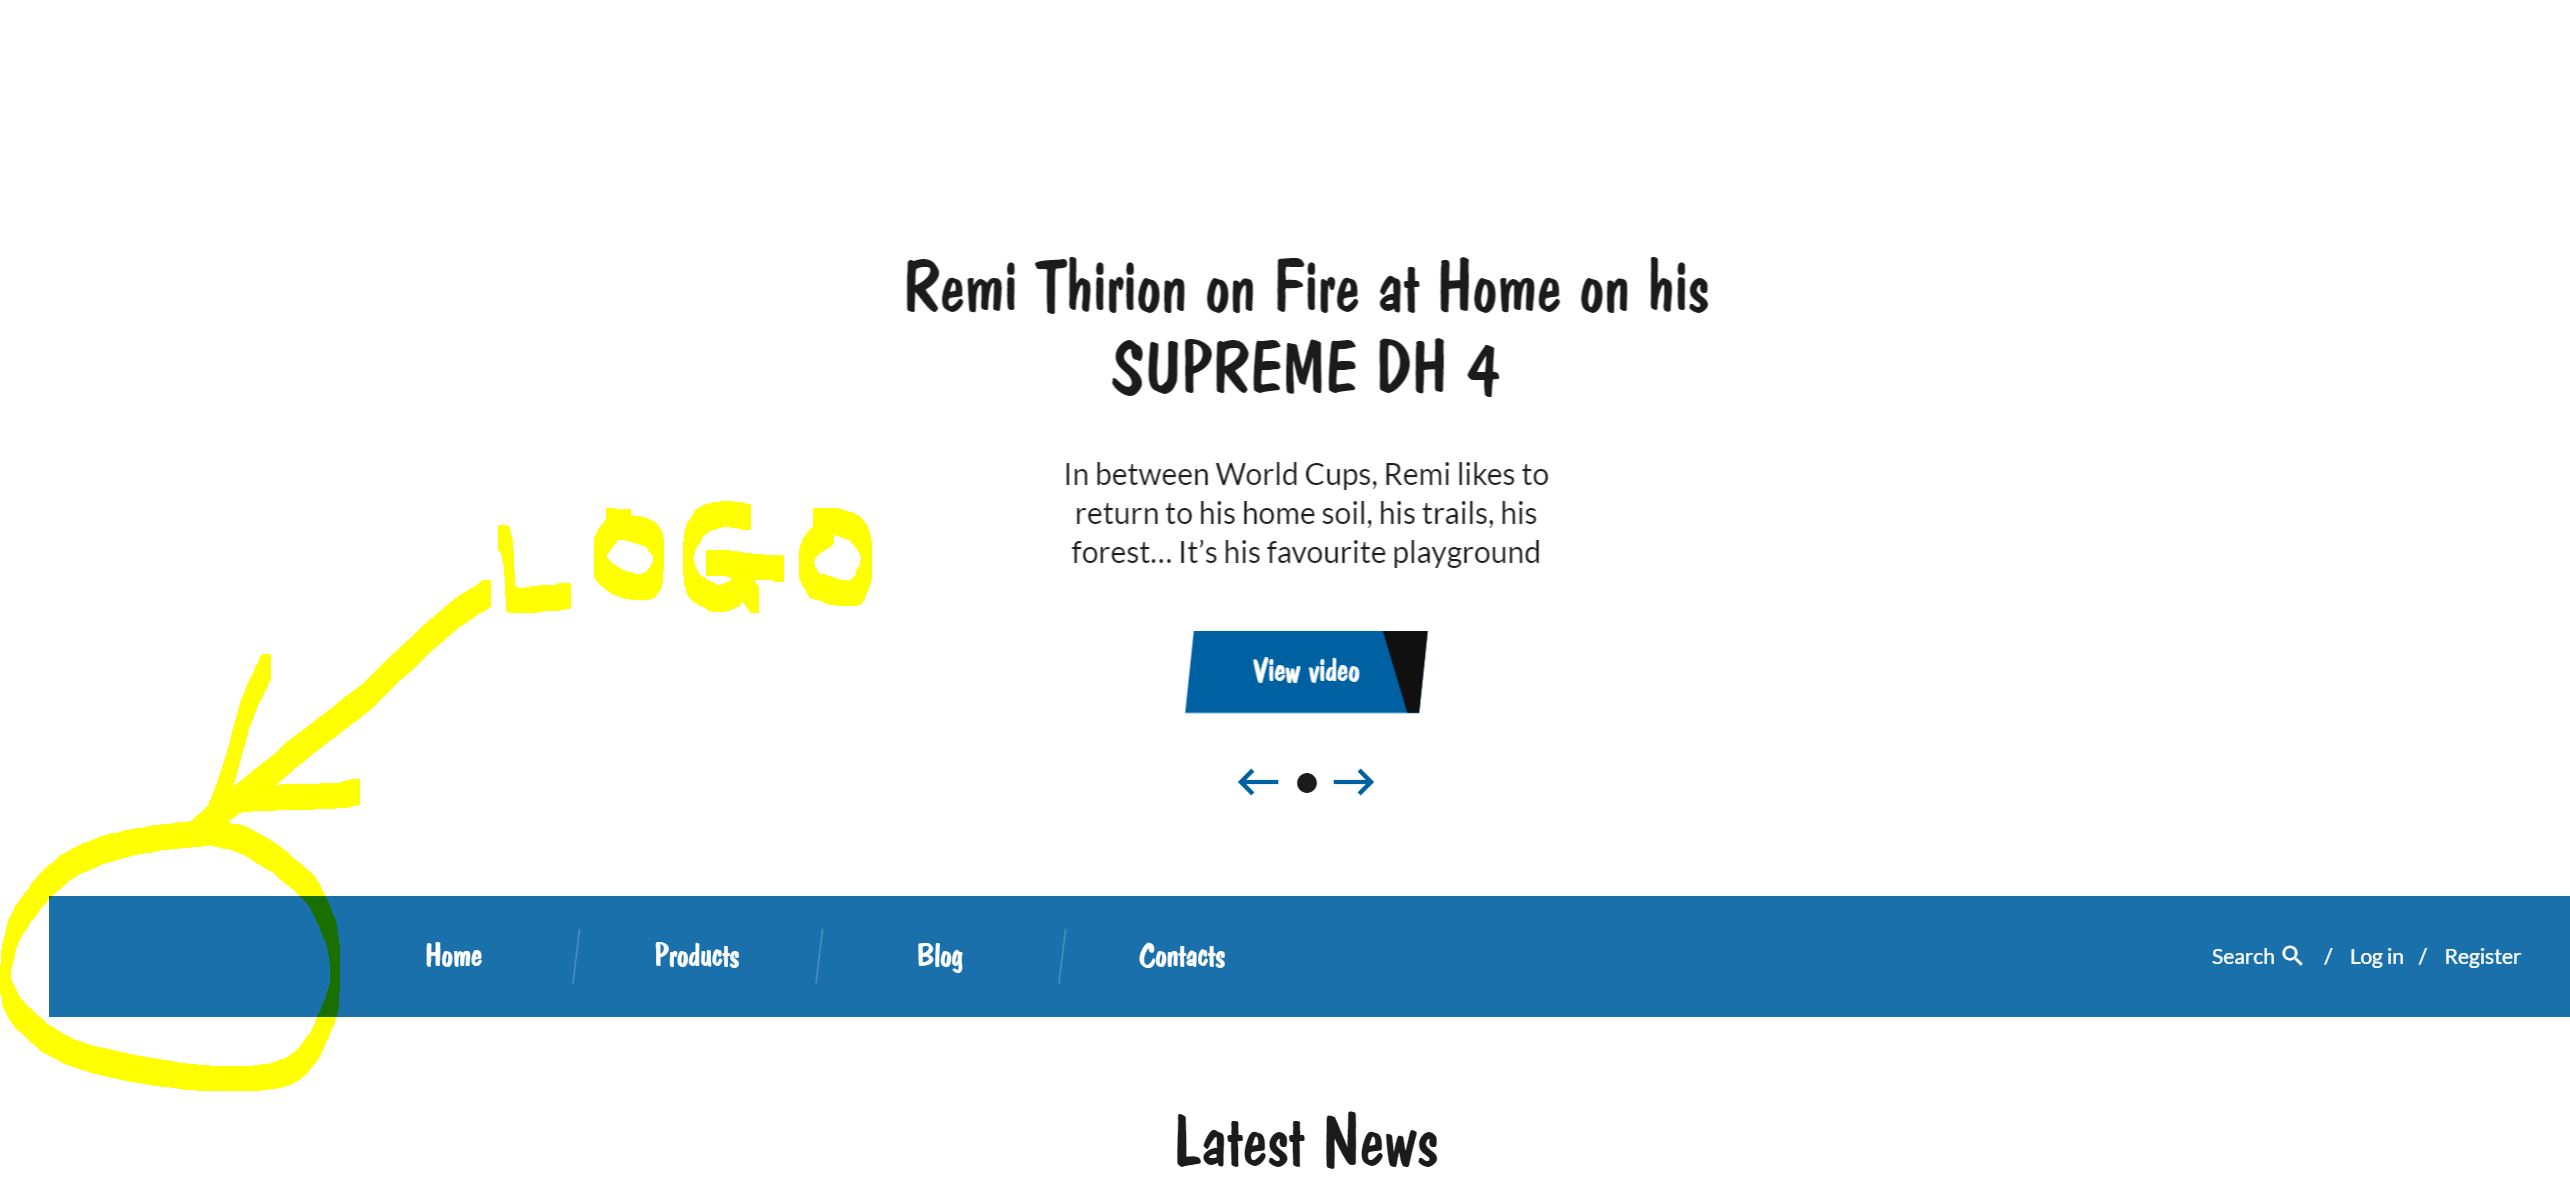 Remi Thirion on Fire at Home on his
SUPREME DH 4
In between World Cups, Remi likes to
return to his home soil, his trails, his
forest... It’s his favourite playground
LOGO
View video
Home Products Blog Contacts Search / Log in / Register
Latest News